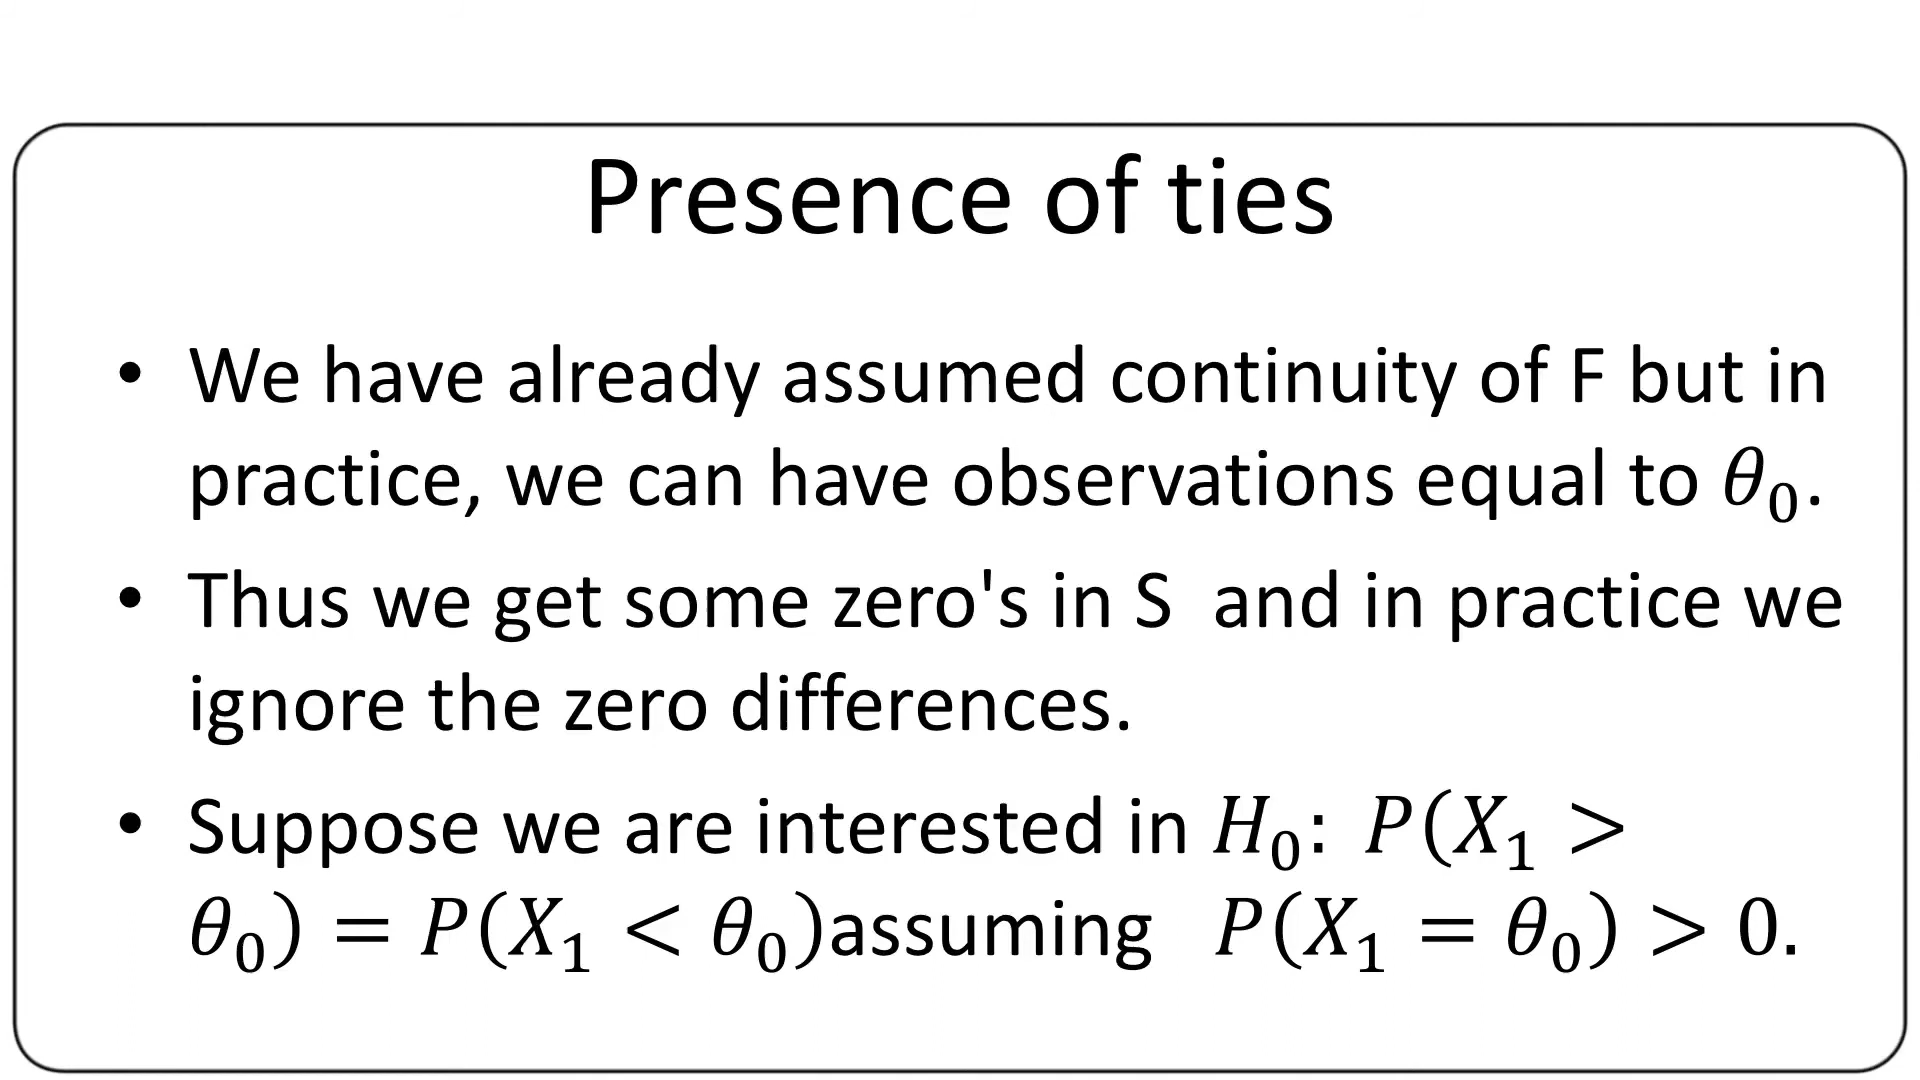 Presence of ties
• We have already assumed continuity of F but in
practice, we can have observations equal to θ₀.
• Thus we get some zero's in S and in practice we
ignore the zero differences.
• Suppose we are interested in H₀: P(X₁ >
θ₀) = P(X₁ < θ₀)assuming P(X₁ = θ₀) > 0.